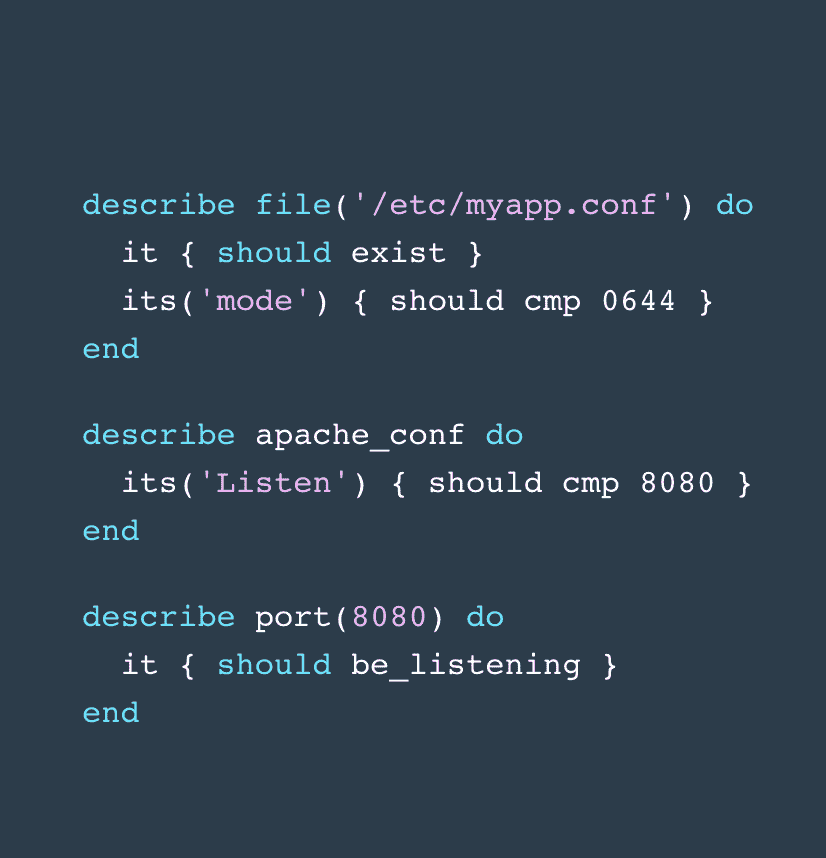 describe file('/etc/myapp.conf') do
  it { should exist }
  its('mode') { should cmp 0644 }
end

describe apache_conf do
  its('Listen') { should cmp 8080 }
end

describe port(8080) do
  it { should be_listening }
end